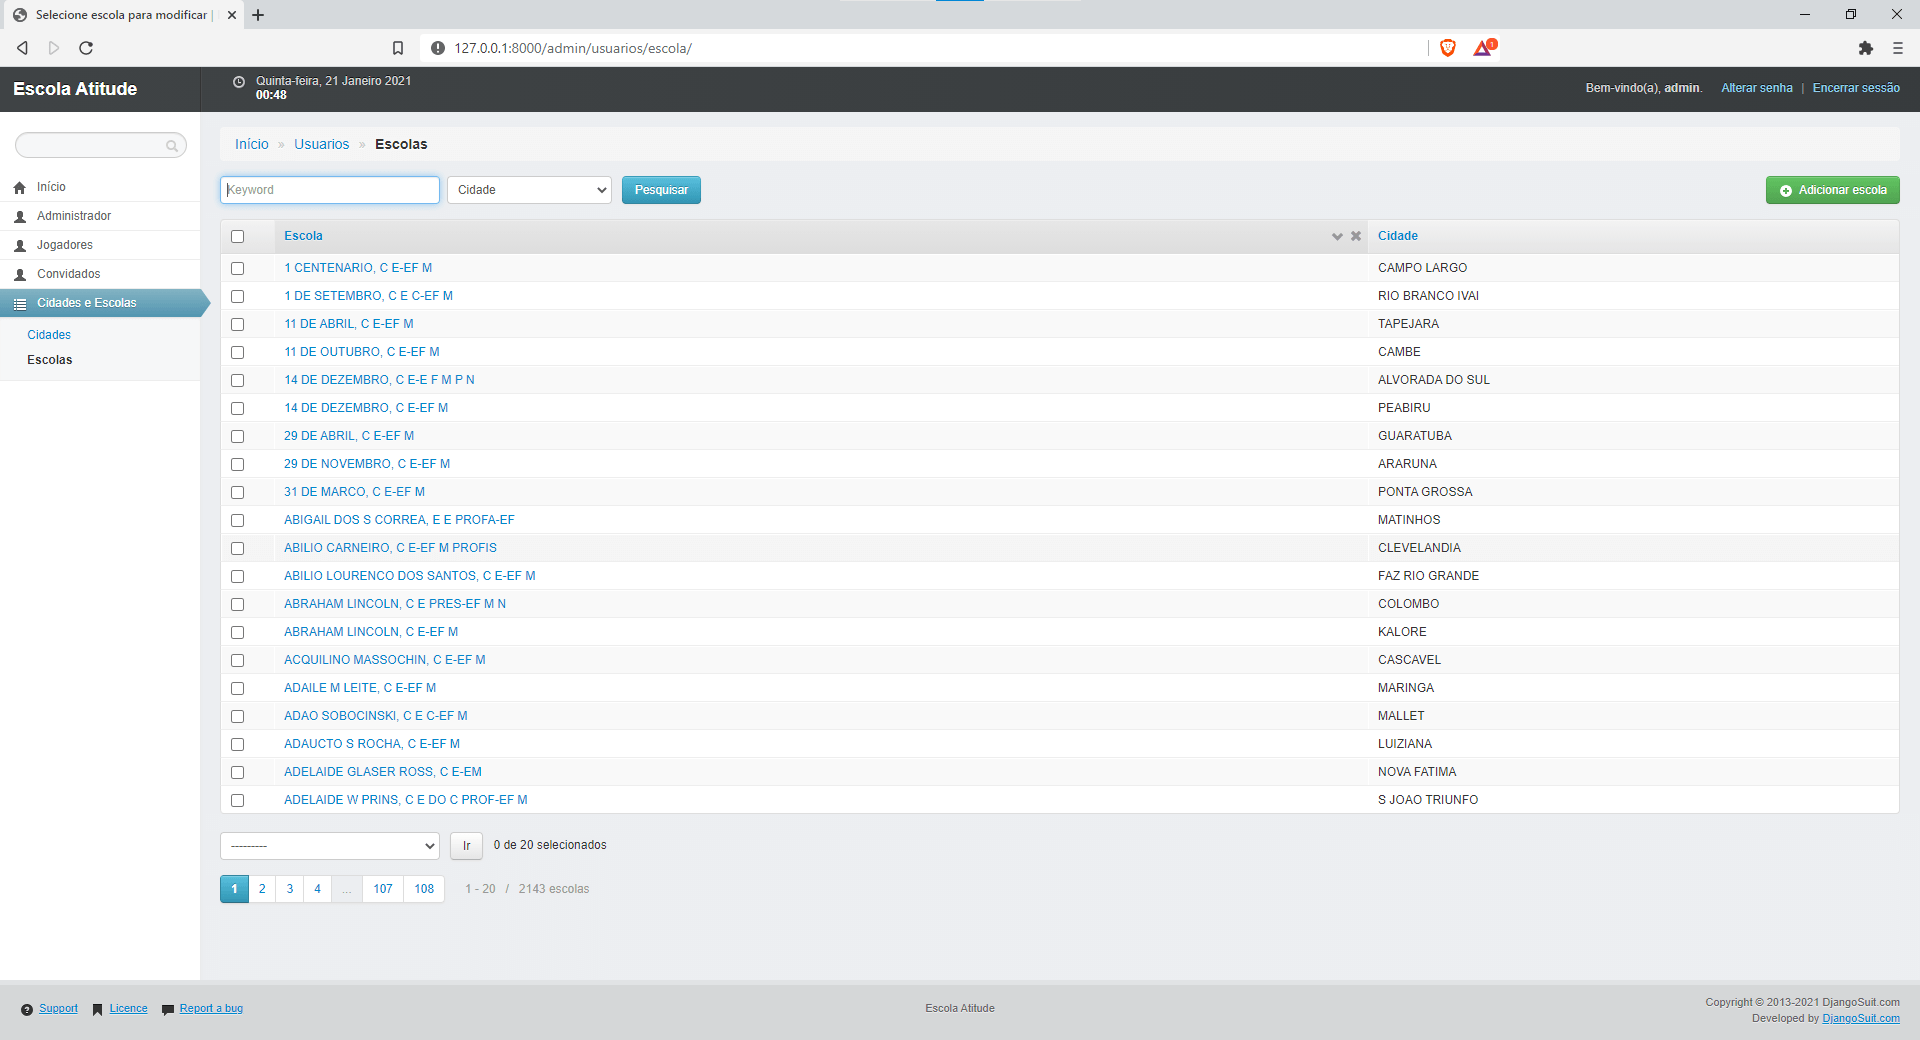 Selecione escola para modificar |
127.0.0.1:8000/admin/usuarios/escola/
1
Escola Atitude
Quinta-feira, 21 Janeiro 2021
00:48
Bem-vindo(a), admin. Alterar senha | Encerrar sessão
Início
Administrador
Jogadores
Convidados
Cidades e Escolas
Cidades
Escolas
Início » Usuarios » Escolas
Keyword
Cidade
Pesquisar
Adicionar escola
Escola Cidade
1 CENTENARIO, C E-EF M CAMPO LARGO
1 DE SETEMBRO, C E C-EF M RIO BRANCO IVAI
11 DE ABRIL, C E-EF M TAPEJARA
11 DE OUTUBRO, C E-EF M CAMBE
14 DE DEZEMBRO, C E-E F M P N ALVORADA DO SUL
14 DE DEZEMBRO, C E-EF M PEABIRU
29 DE ABRIL, C E-EF M GUARATUBA
29 DE NOVEMBRO, C E-EF M ARARUNA
31 DE MARCO, C E-EF M PONTA GROSSA
ABIGAIL DOS S CORREA, E E PROFA-EF MATINHOS
ABILIO CARNEIRO, C E-EF M PROFIS CLEVELANDIA
ABILIO LOURENCO DOS SANTOS, C E-EF M FAZ RIO GRANDE
ABRAHAM LINCOLN, C E PRES-EF M N COLOMBO
ABRAHAM LINCOLN, C E-EF M KALORE
ACQUILINO MASSOCHIN, C E-EF M CASCAVEL
ADAILE M LEITE, C E-EF M MARINGA
ADAO SOBOCINSKI, C E C-EF M MALLET
ADAUCTO S ROCHA, C E-EF M LUIZIANA
ADELAIDE GLASER ROSS, C E-EM NOVA FATIMA
ADELAIDE W PRINS, C E DO C PROF-EF M S JOAO TRIUNFO
--------- Ir 0 de 20 selecionados
1 2 3 4 ... 107 108 1 - 20 / 2143 escolas
Support Licence Report a bug
Escola Atitude
Copyright © 2013-2021 DjangoSuit.com
Developed by DjangoSuit.com